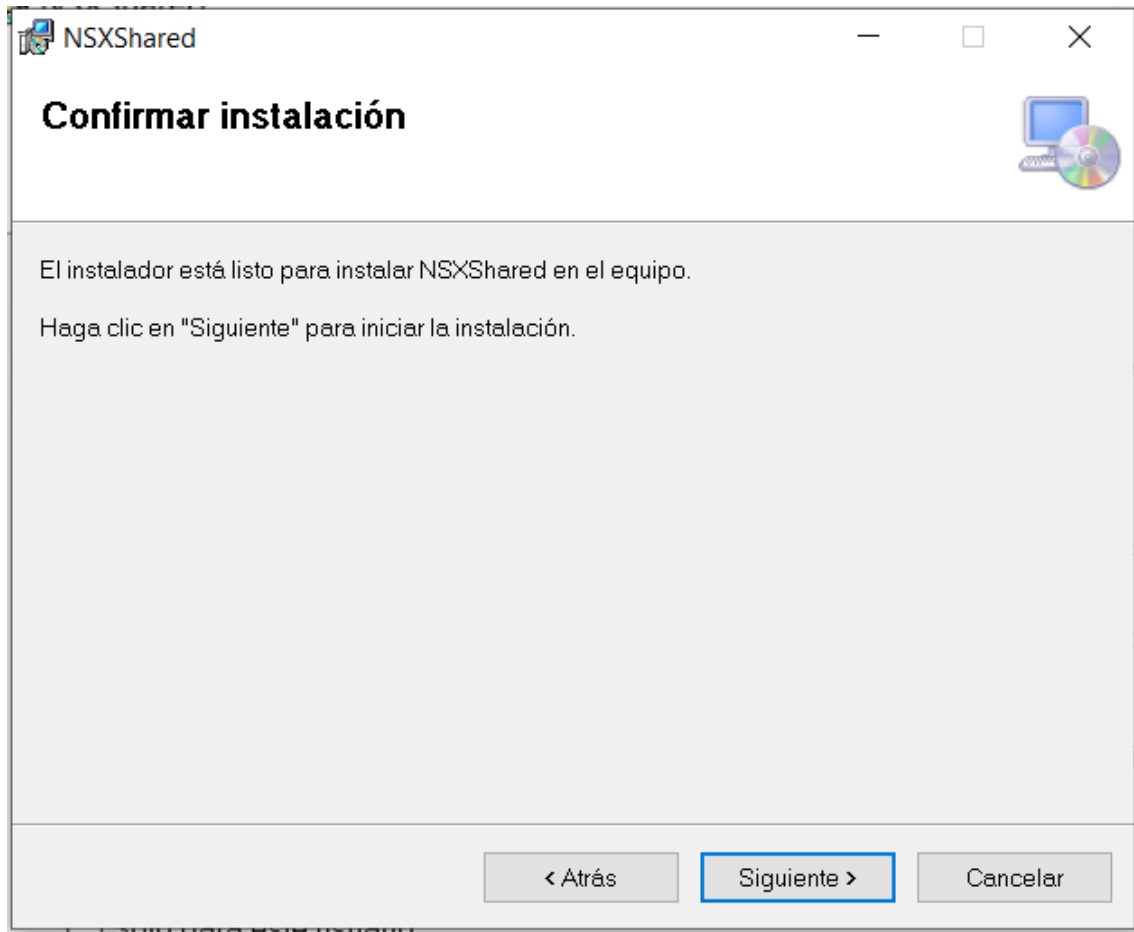 NSXShared
Confirmar instalación
El instalador está listo para instalar NSXShared en el equipo.
Haga clic en "Siguiente" para iniciar la instalación.
< Atrás
Siguiente >
Cancelar